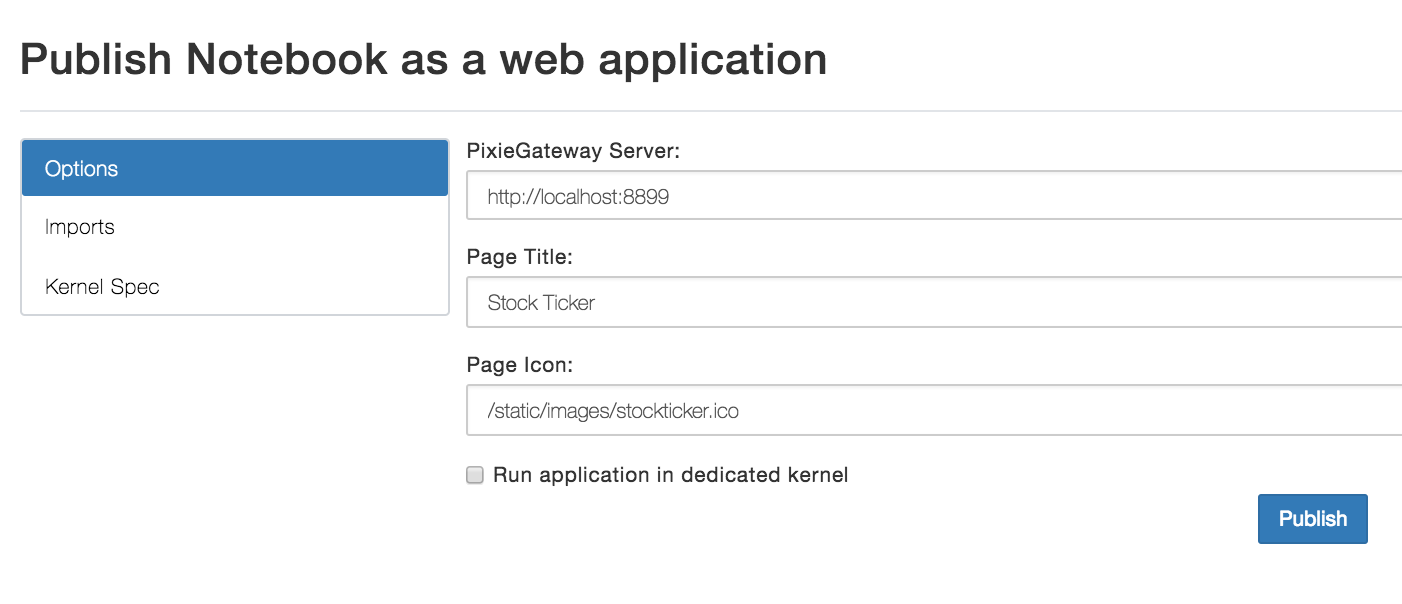 Publish Notebook as a web application
Options
Imports
Kernel Spec
PixieGateway Server:
http://localhost:8899
Page Title:
Stock Ticker
Page Icon:
/static/images/stockticker.ico
Run application in dedicated kernel
Publish